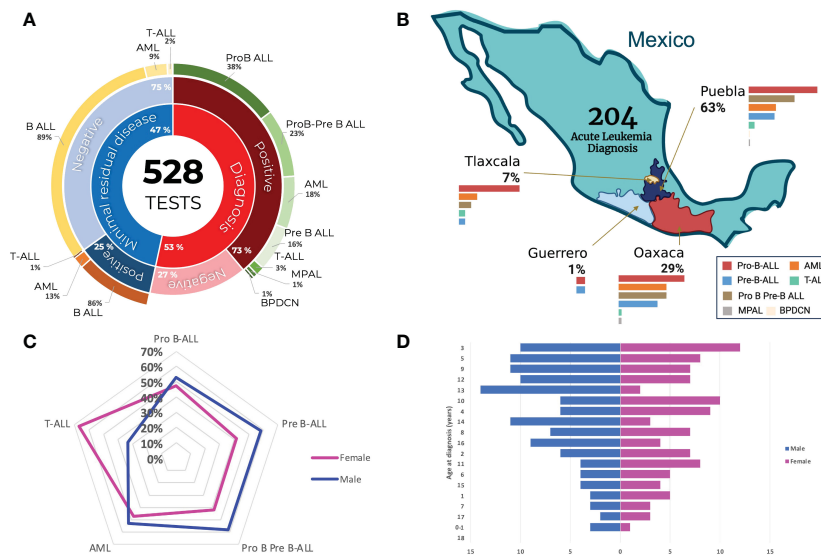 A
T-ALL
2%
AML
9%
ProB ALL
38%
75 %
B ALL
89%
47 %
ProB-Pre B ALL
23%
Negative
Minimal residual disease
528
TESTS
Diagnosis
Positive
AML
18%
Pre B ALL
16%
T-ALL
1%
25 %
Positive
53 %
27 %
Negative
73 %
T-ALL
3%
AML
13%
86%
B ALL
MPAL
1%
1%
BPDCN
B
Mexico
Puebla
63%
204
Acute Leukemia
Diagnosis
Tlaxcala
7%
Guerrero
1%
Oaxaca
29%
Pro-B-ALL
AML
Pre-B-ALL
T-AL
Pro B Pre-B ALL
MPAL
BPDCN
C
Pro B-ALL
70%
60%
50%
40%
30%
20%
10%
0%
T-ALL
Pre B-ALL
AML
Pro B Pre B-ALL
Female
Male
D
Age at diagnosis (years)
3
5
9
12
13
10
4
14
8
16
2
11
6
15
1
7
17
0-1
18
15 10 5 0 5 10 15
Male
Female